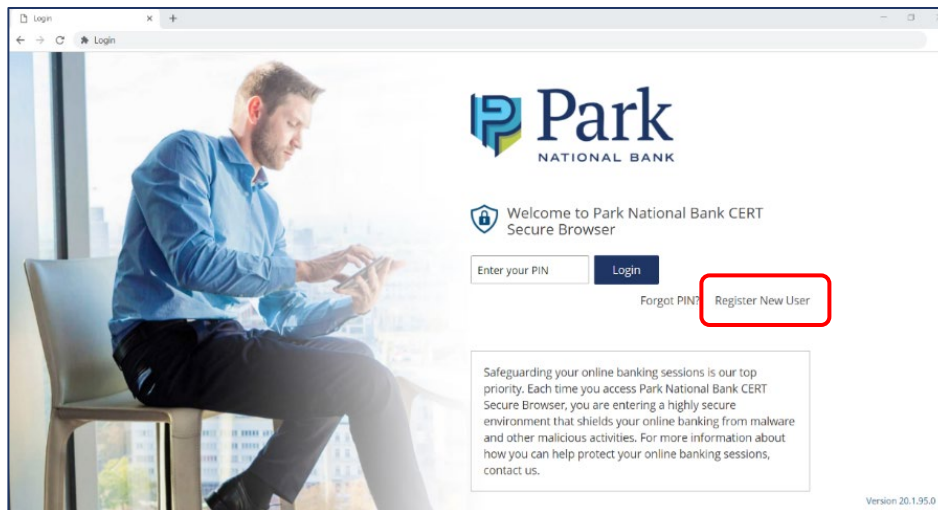 Login
Login
Park
NATIONAL BANK
Welcome to Park National Bank CERT
Secure Browser
Enter your PIN
Login
Forgot PIN?
Register New User
Safeguarding your online banking sessions is our top
priority. Each time you access Park National Bank CERT
Secure Browser, you are entering a highly secure
environment that shields your online banking from malware
and other malicious activities. For more information about
how you can help protect your online banking sessions,
contact us.
Version 20.1.95.0